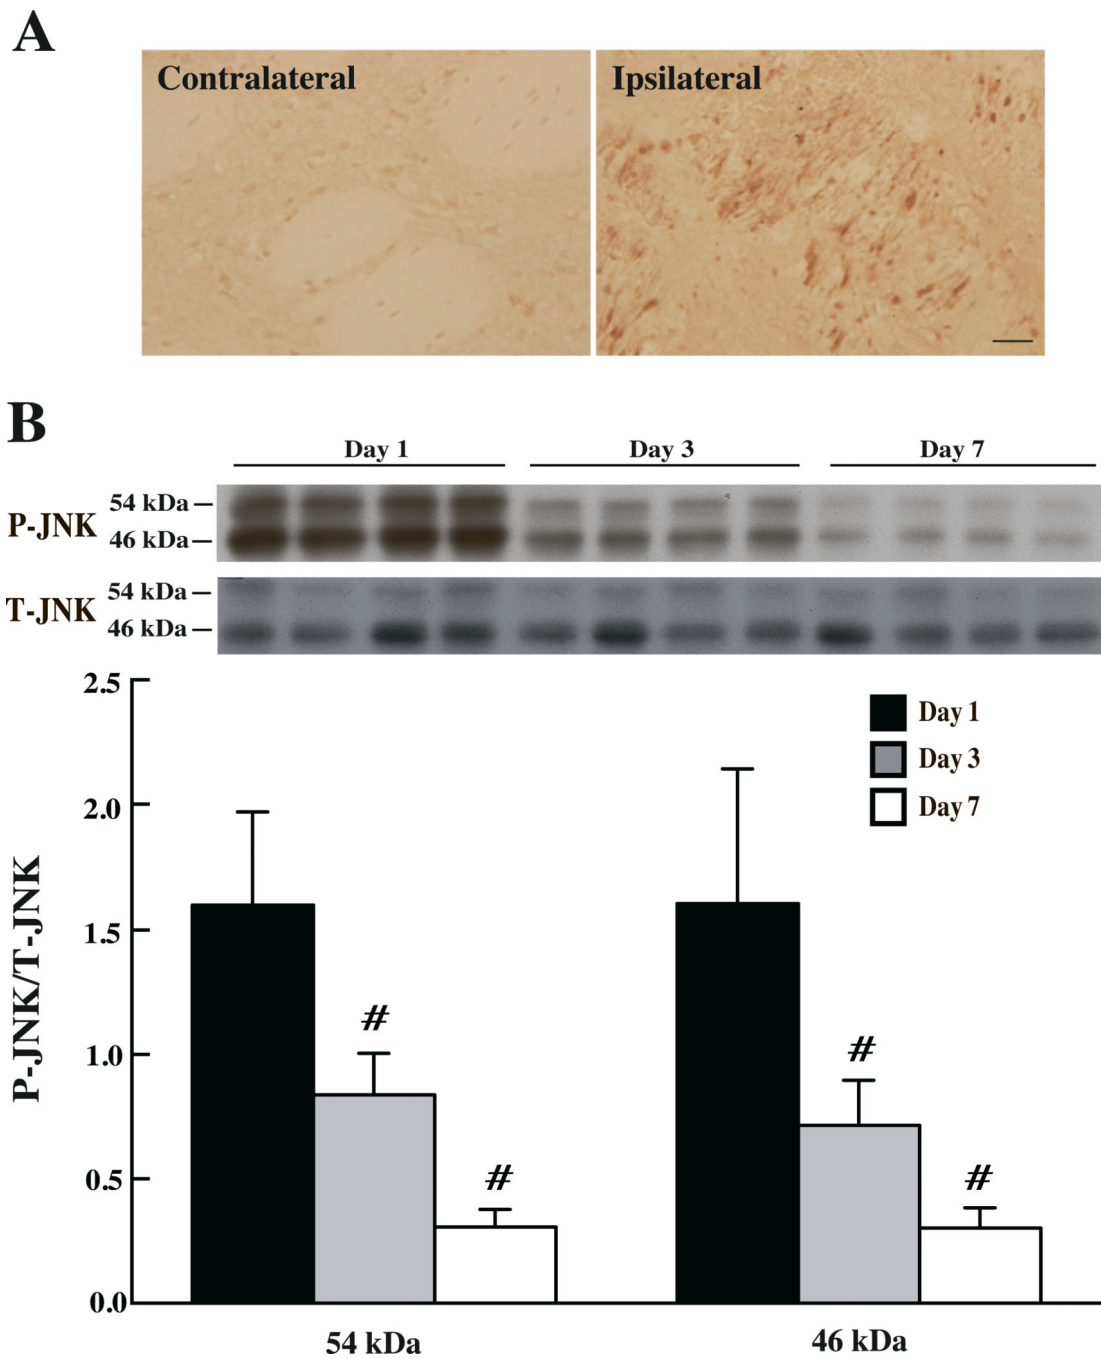 A
Contralateral Ipsilateral
B
Day 1 Day 3 Day 7
P-JNK 54 kDa
46 kDa
T-JNK 54 kDa
46 kDa
2.5
2.0
1.5
1.0
0.5
0.0
P-JNK/T-JNK
Day 1
Day 3
Day 7
# #
# #
54 kDa 46 kDa